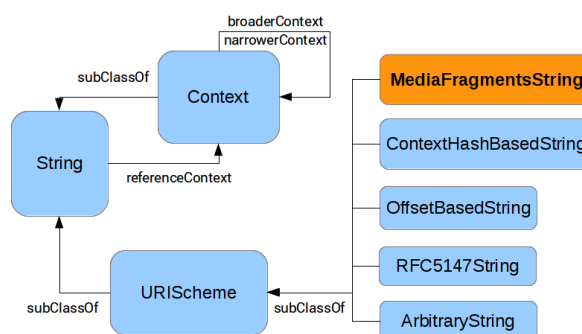 broaderContext
narrowerContext
subClassOf
Context
MediaFragmentsString
ContextHashBasedString
String
referenceContext
OffsetBasedString
RFC5147String
URIScheme
subClassOf
subClassOf
ArbitraryString